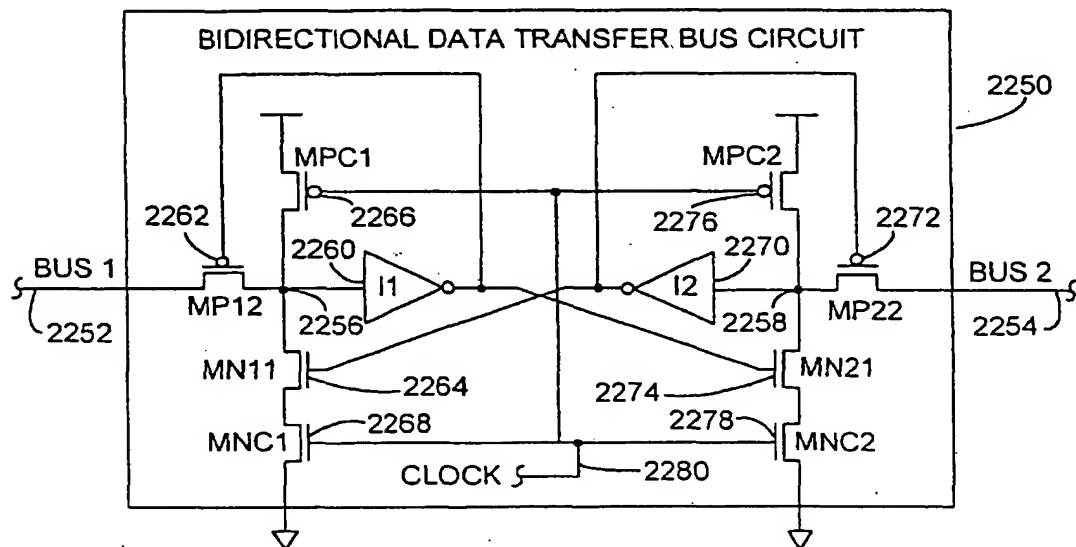 BIDIRECTIONAL DATA TRANSFER BUS CIRCUIT
2250
MPC1
MPC2
2262
2266
2276
2272
BUS 1
2260
I1
I2
2270
BUS 2
2252
MP12
2256
2258
MP22
2254
MN11
2264
2274
MN21
MNC1
2268
2278
MNC2
CLOCK
2280